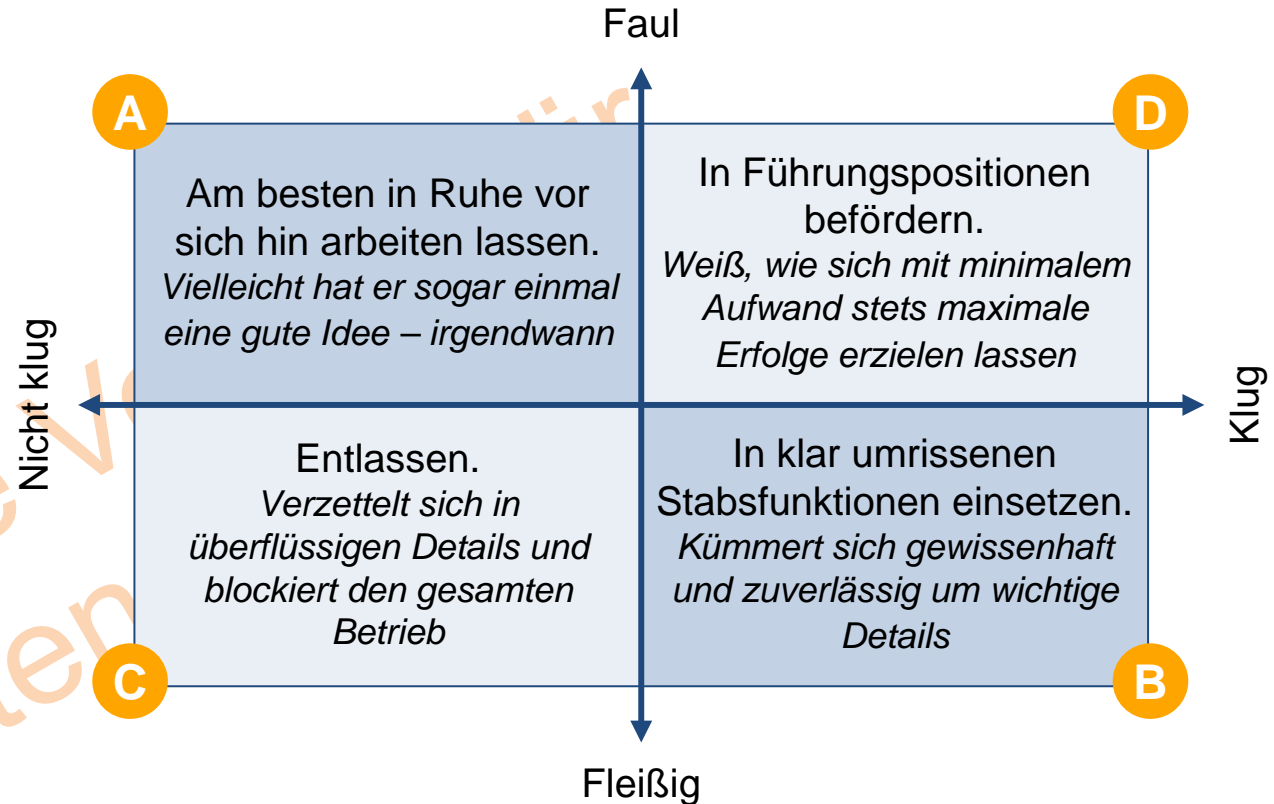 Faul
A
D
Am besten in Ruhe vor
sich hin arbeiten lassen.
Vielleicht hat er sogar einmal
eine gute Idee – irgendwann
In Führungspositionen
befördern.
Weiß, wie sich mit minimalem
Aufwand stets maximale
Erfolge erzielen lassen
Nicht klug
Klug
Entlassen.
Verzettelt sich in
überflüssigen Details und
blockiert den gesamten
Betrieb
In klar umrissenen
Stabsfunktionen einsetzen.
Kümmert sich gewissenhaft
und zuverlässig um wichtige
Details
C
B
Fleißig